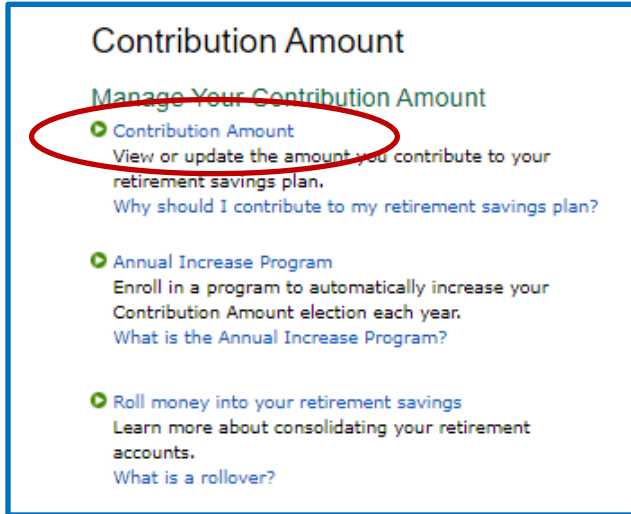 Contribution Amount
Manage Your Contribution Amount
Contribution Amount
View or update the amount you contribute to your
retirement savings plan.
Why should I contribute to my retirement savings plan?
Annual Increase Program
Enroll in a program to automatically increase your
Contribution Amount election each year.
What is the Annual Increase Program?
Roll money into your retirement savings
Learn more about consolidating your retirement
accounts.
What is a rollover?